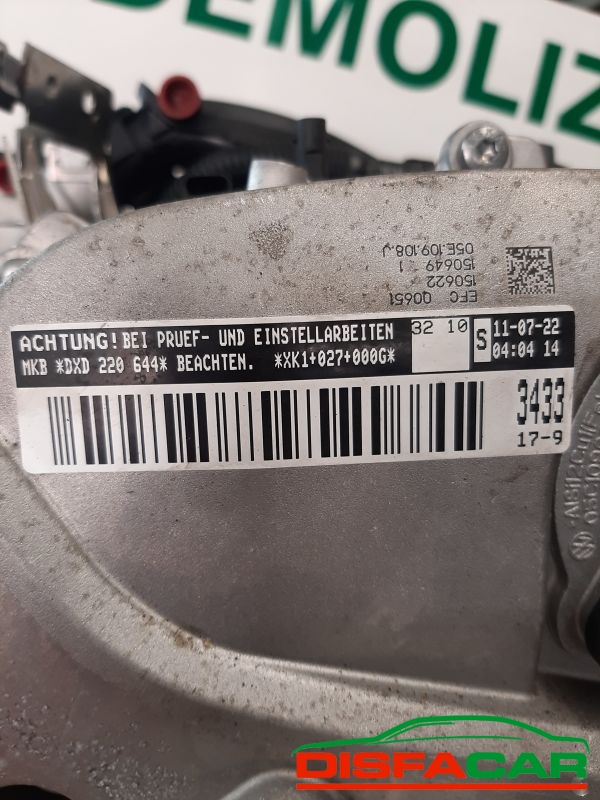 DEMOLIZ
05E.109.108.J
150649 1
150622
EFC Q0651
ACHTUNG! BEI PRUEF- UND EINSTELLARBEITEN
MKB *DXD 220 644* BEACHTEN. *XK1+027+000G*
32 10
S
11-07-22
04:04 14
3433
17-9
DISFACAR